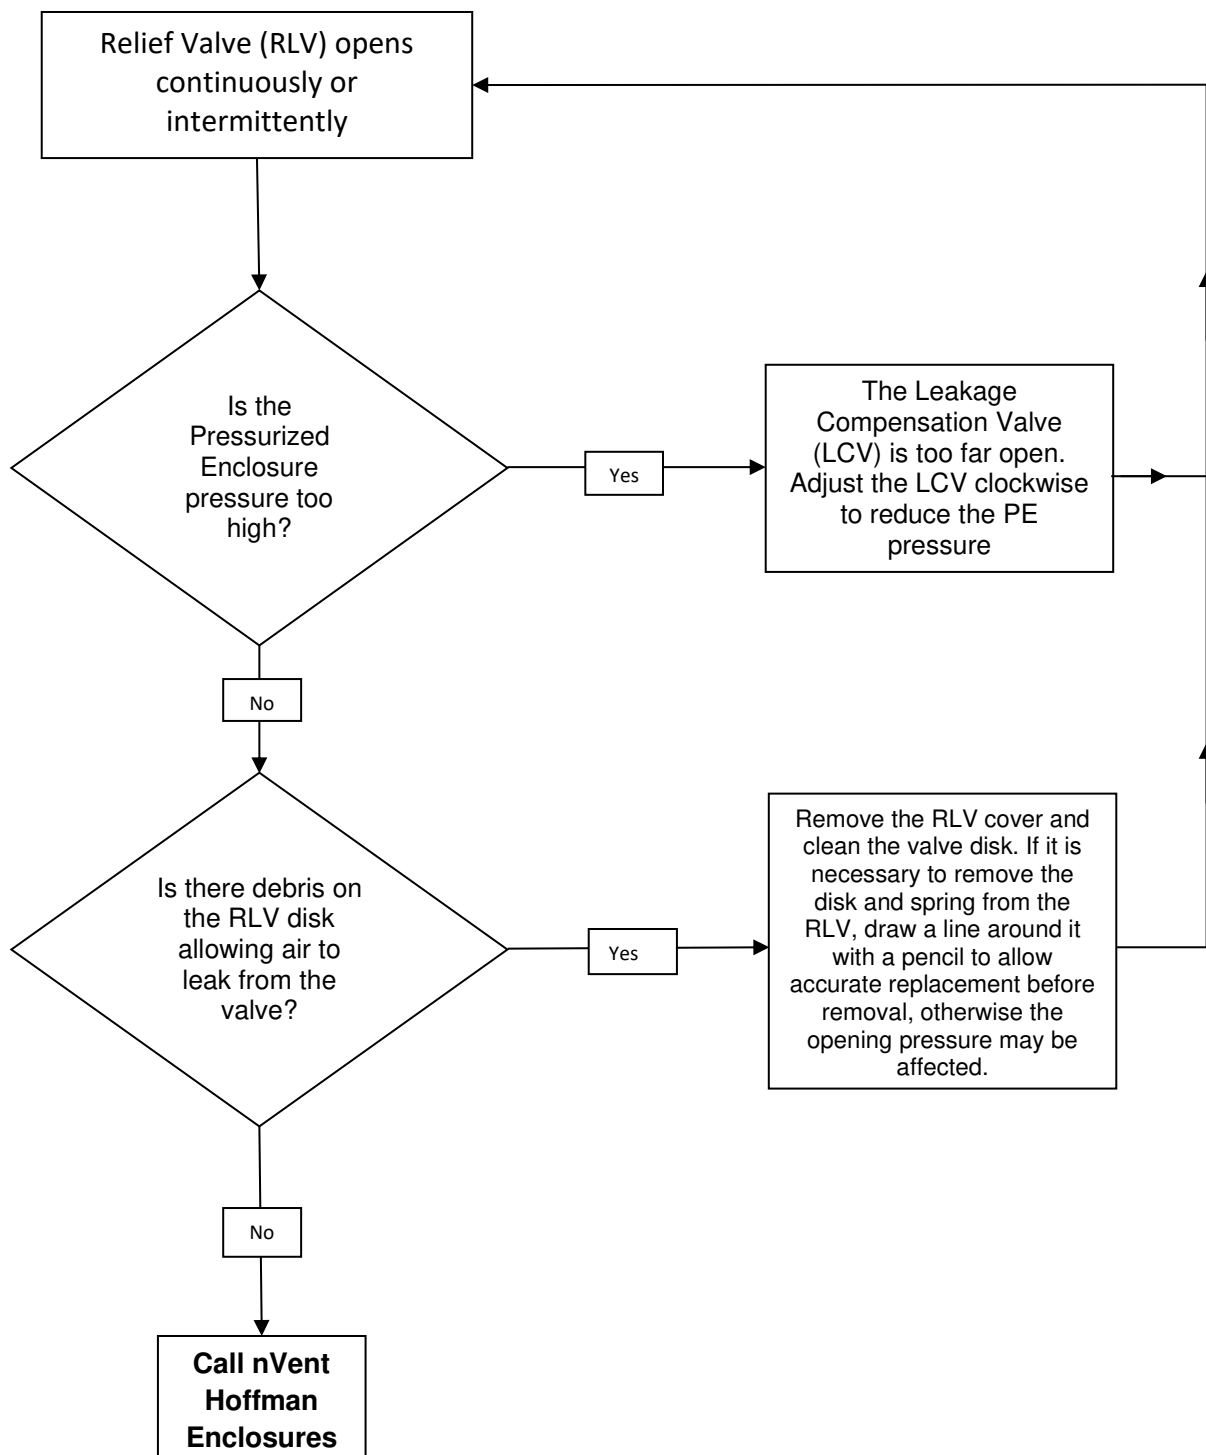 Relief Valve (RLV) opens
continuously or
intermittently
Is the
Pressurized
Enclosure
pressure too
high?
Yes
The Leakage
Compensation Valve
(LCV) is too far open.
Adjust the LCV clockwise
to reduce the PE
pressure
No
Is there debris on
the RLV disk
allowing air to
leak from the
valve?
Yes
Remove the RLV cover and
clean the valve disk. If it is
necessary to remove the
disk and spring from the
RLV, draw a line around it
with a pencil to allow
accurate replacement before
removal, otherwise the
opening pressure may be
affected.
No
Call nVent
Hoffman
Enclosures